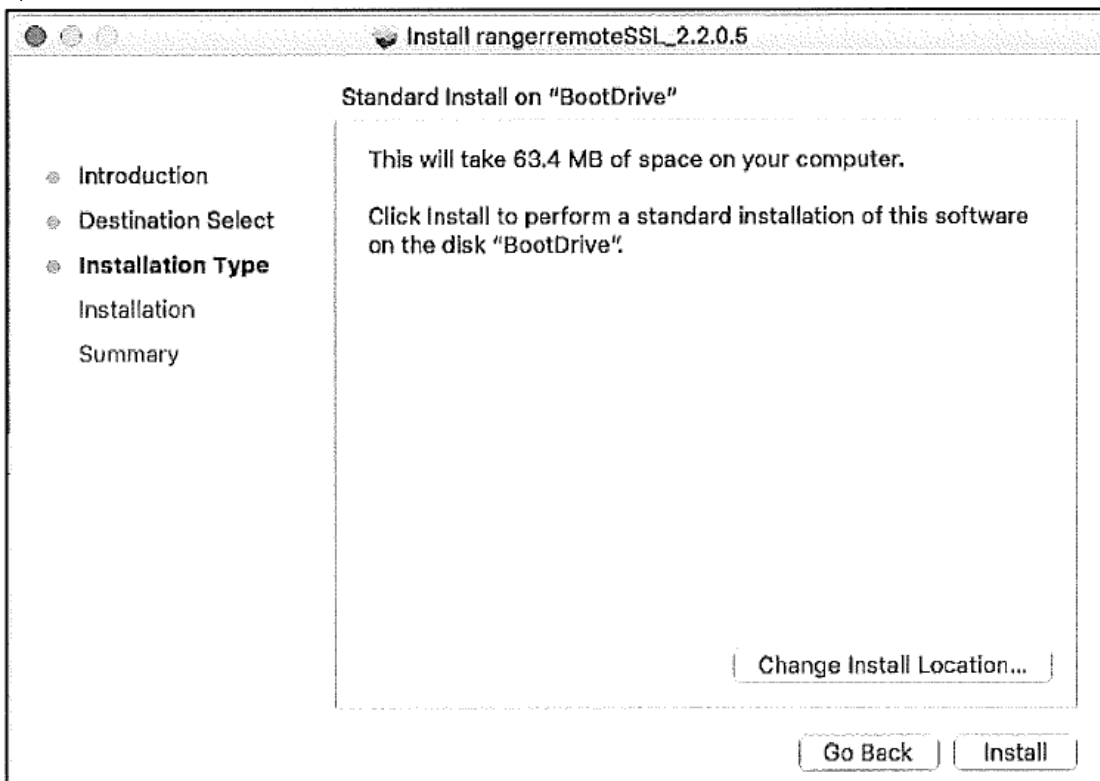 Install rangerremoteSSL_2.2.0.5
Standard Install on "BootDrive"
Introduction
Destination Select
Installation Type
Installation
Summary
This will take 63.4 MB of space on your computer.
Click Install to perform a standard installation of this software
on the disk "BootDrive".
Change Install Location...
Go Back
Install